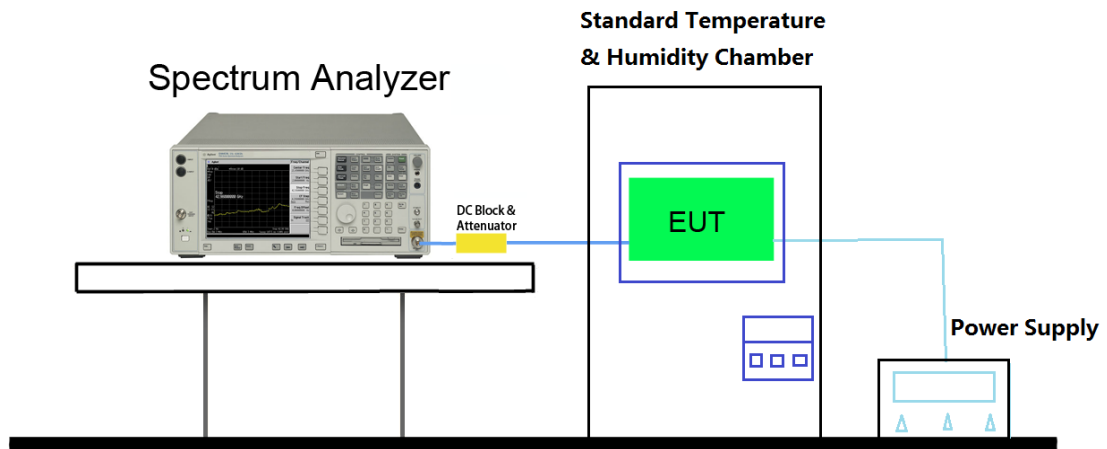 Standard Temperature
& Humidity Chamber
Spectrum Analyzer
DC Block &
Attenuator
EUT
Power Supply